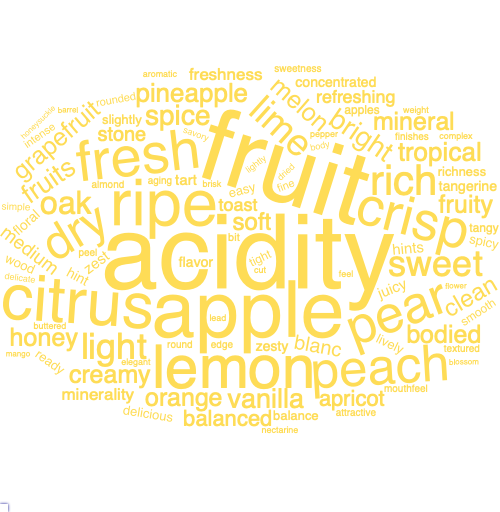 sweetness
aromatic
freshness
concentrated
pineapple
refreshing
rounded
barrel
honeysuckle
intense
grapefruit
slightly
spice
lime
melon
apples
weight
mineral
bright
stone
savory
fruit
pepper
body
finishes
complex
tropical
fresh
fruits
almond
aging
tart
brisk
lightly
oiled
fine
easy
rich
richness
tangerine
simple
oak
ripe
toast
soft
crisp
fruity
floral
dry
tangy
spicy
medium
peel
zest
bit
acidity
hints
wood
hint
flavor
light
cut
feel
sweet
delicate
citrus
apple
juicy
pear
flower
clean
smooth
lead
buttered
honey
light
round
edge
zesty
blanc
lively
bodied
textured
mango
ready
elegant
creamy
lemon
peach
blossom
minerality
orange
vanilla
apricot
mouthfeel
delicious
balanced
balance
attractive
nectarine